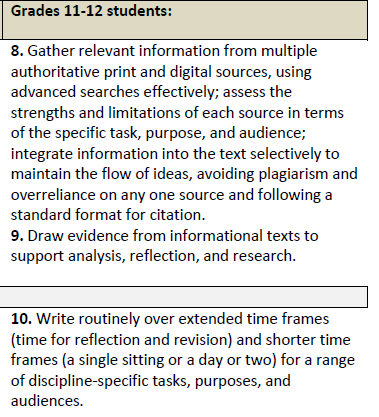 Grades 11-12 students:
8. Gather relevant information from multiple
authoritative print and digital sources, using
advanced searches effectively; assess the
strengths and limitations of each source in terms
of the specific task, purpose, and audience;
integrate information into the text selectively to
maintain the flow of ideas, avoiding plagiarism and
overreliance on any one source and following a
standard format for citation.
9. Draw evidence from informational texts to
support analysis, reflection, and research.
10. Write routinely over extended time frames
(time for reflection and revision) and shorter time
frames (a single sitting or a day or two) for a range
of discipline-specific tasks, purposes, and
audiences.